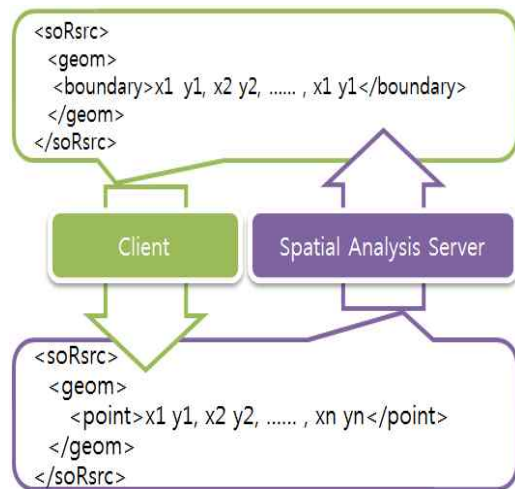 <soRsrc>
<geom>
<boundary>x1 y1, x2 y2, ...... , x1 y1</boundary>
</geom>
</soRsrc>
Client
Spatial Analysis Server
<soRsrc>
<geom>
<point>x1 y1, x2 y2, ...... , xn yn</point>
</geom>
</soRsrc>